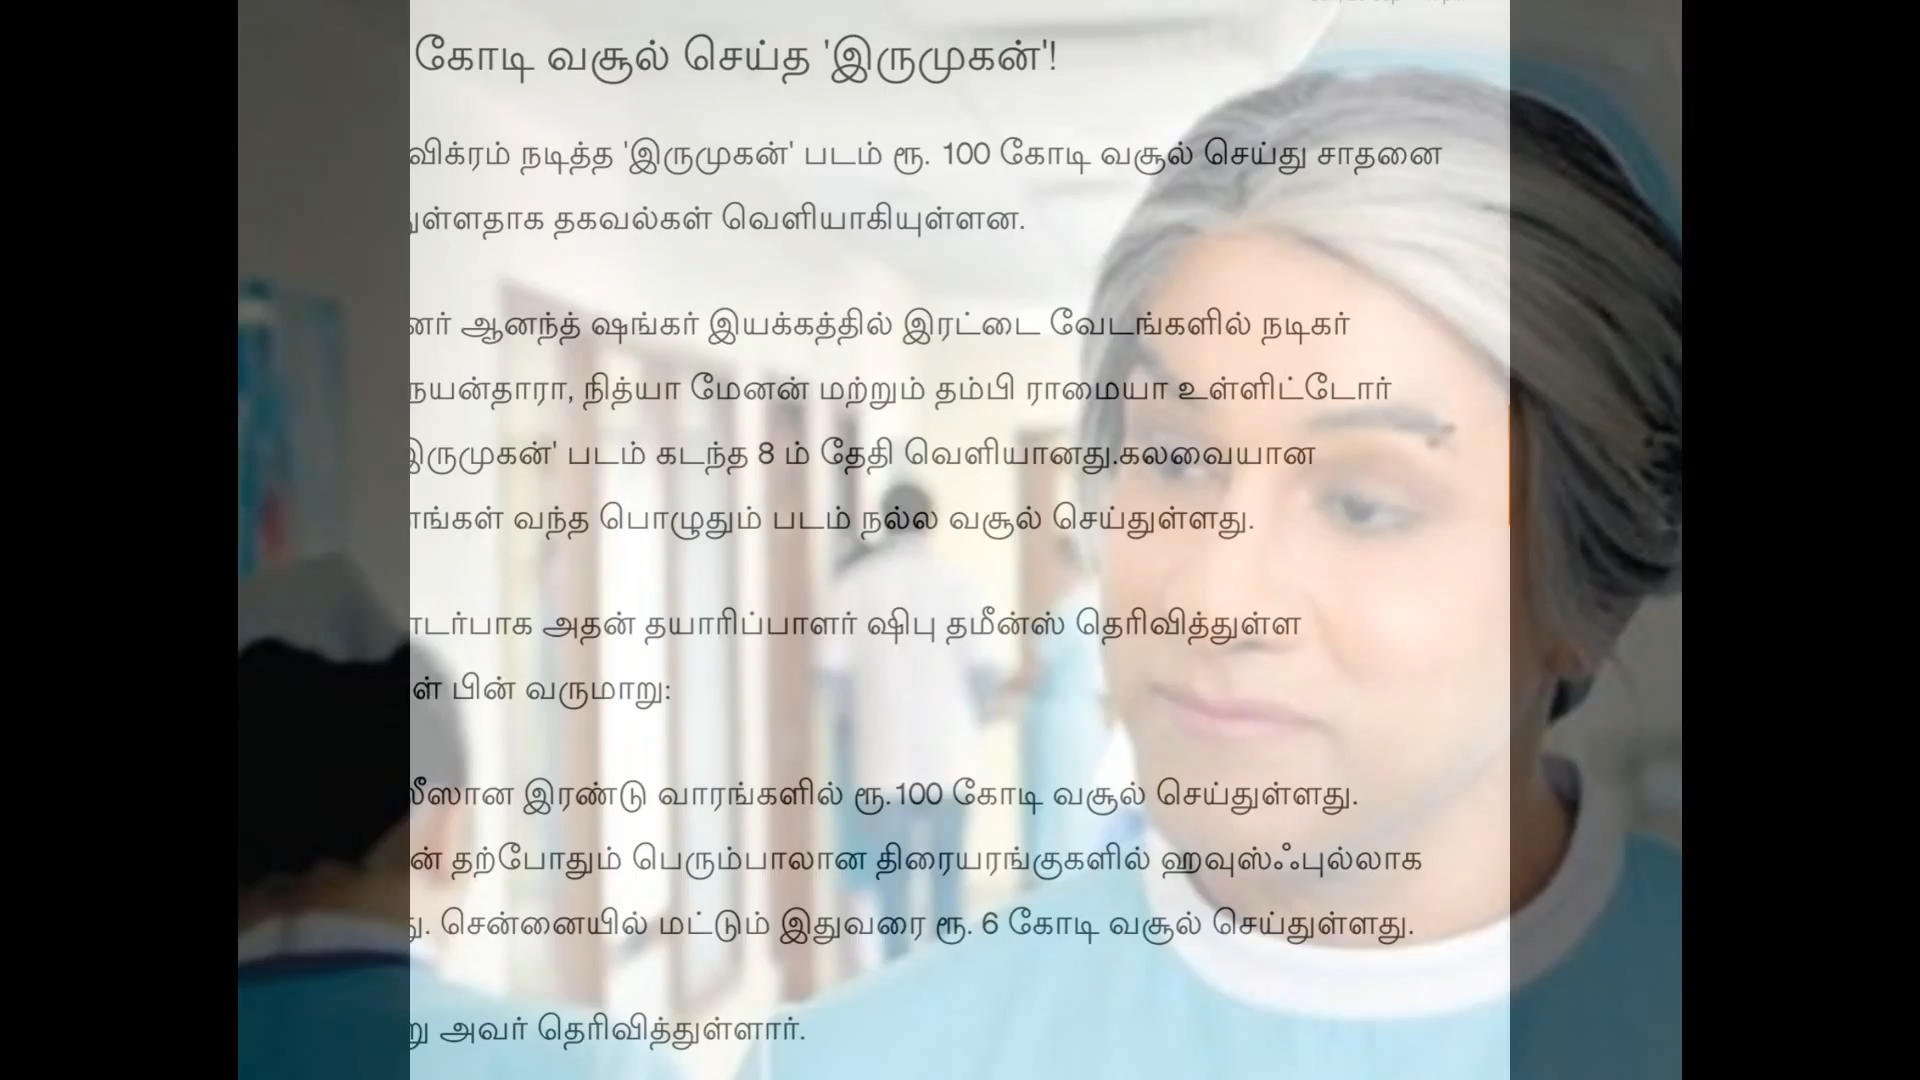 கோடி வசூல் செய்த 'இருமுகன்'!
விக்ரம் நடித்த 'இருமுகன்' படம் ரூ. 100 கோடி வசூல் செய்து சாதனை
ள்ளதாக தகவல்கள் வெளியாகியுள்ளன.
னர் ஆனந்த் ஷங்கர் இயக்கத்தில் இரட்டை வேடங்களில் நடிகர்
நயன்தாரா, நித்யா மேனன் மற்றும் தம்பி ராமையா உள்ளிட்டோர்
இருமுகன்' படம் கடந்த 8 ம் தேதி வெளியானது.கலவையான
ங்கள் வந்த பொழுதும் படம் நல்ல வசூல் செய்துள்ளது.
டர்பாக அதன் தயாரிப்பாளர் ஷிபு தமீன்ஸ் தெரிவித்துள்ள
ள் பின் வருமாறு:
லீஸான இரண்டு வாரங்களில் ரூ.100 கோடி வசூல் செய்துள்ளது.
ன் தற்போதும் பெரும்பாலான திரையரங்குகளில் ஹவுஸ்ஃபுல்லாக
து. சென்னையில் மட்டும் இதுவரை ரூ. 6 கோடி வசூல் செய்துள்ளது.
று அவர் தெரிவித்துள்ளார்.